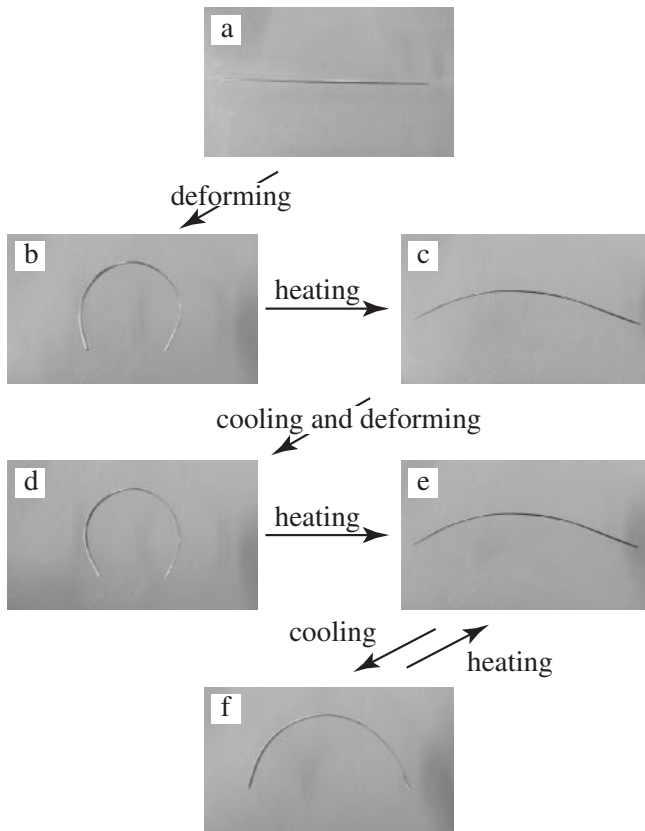 a
deforming
b
heating
c
cooling and deforming
d
heating
e
cooling
heating
f